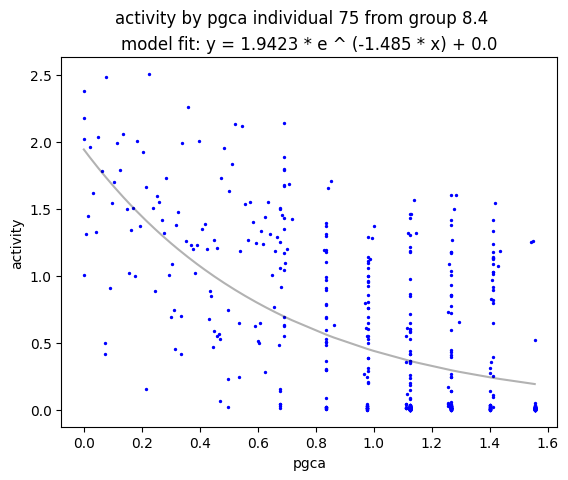 activity by pgca individual 75 from group 8.4
model fit: y = 1.9423 * e ^ (-1.485 * x) + 0.0
2.5
2.0
1.5
1.0
0.5
0.0
activity
0.0 0.2 0.4 0.6 0.8 1.0 1.2 1.4 1.6
pgca